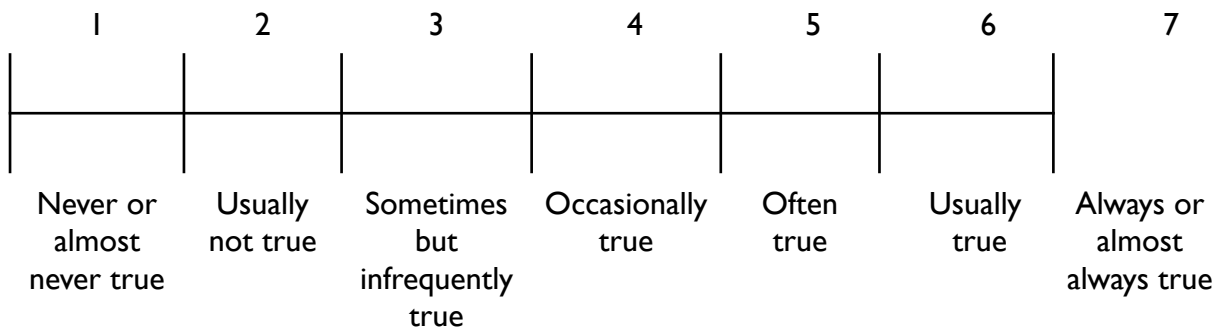 1 2 3 4 5 6 7
Never or Usually Sometimes Occasionally Often Usually Always or
almost not true but true true true almost
never true infrequently always true
true